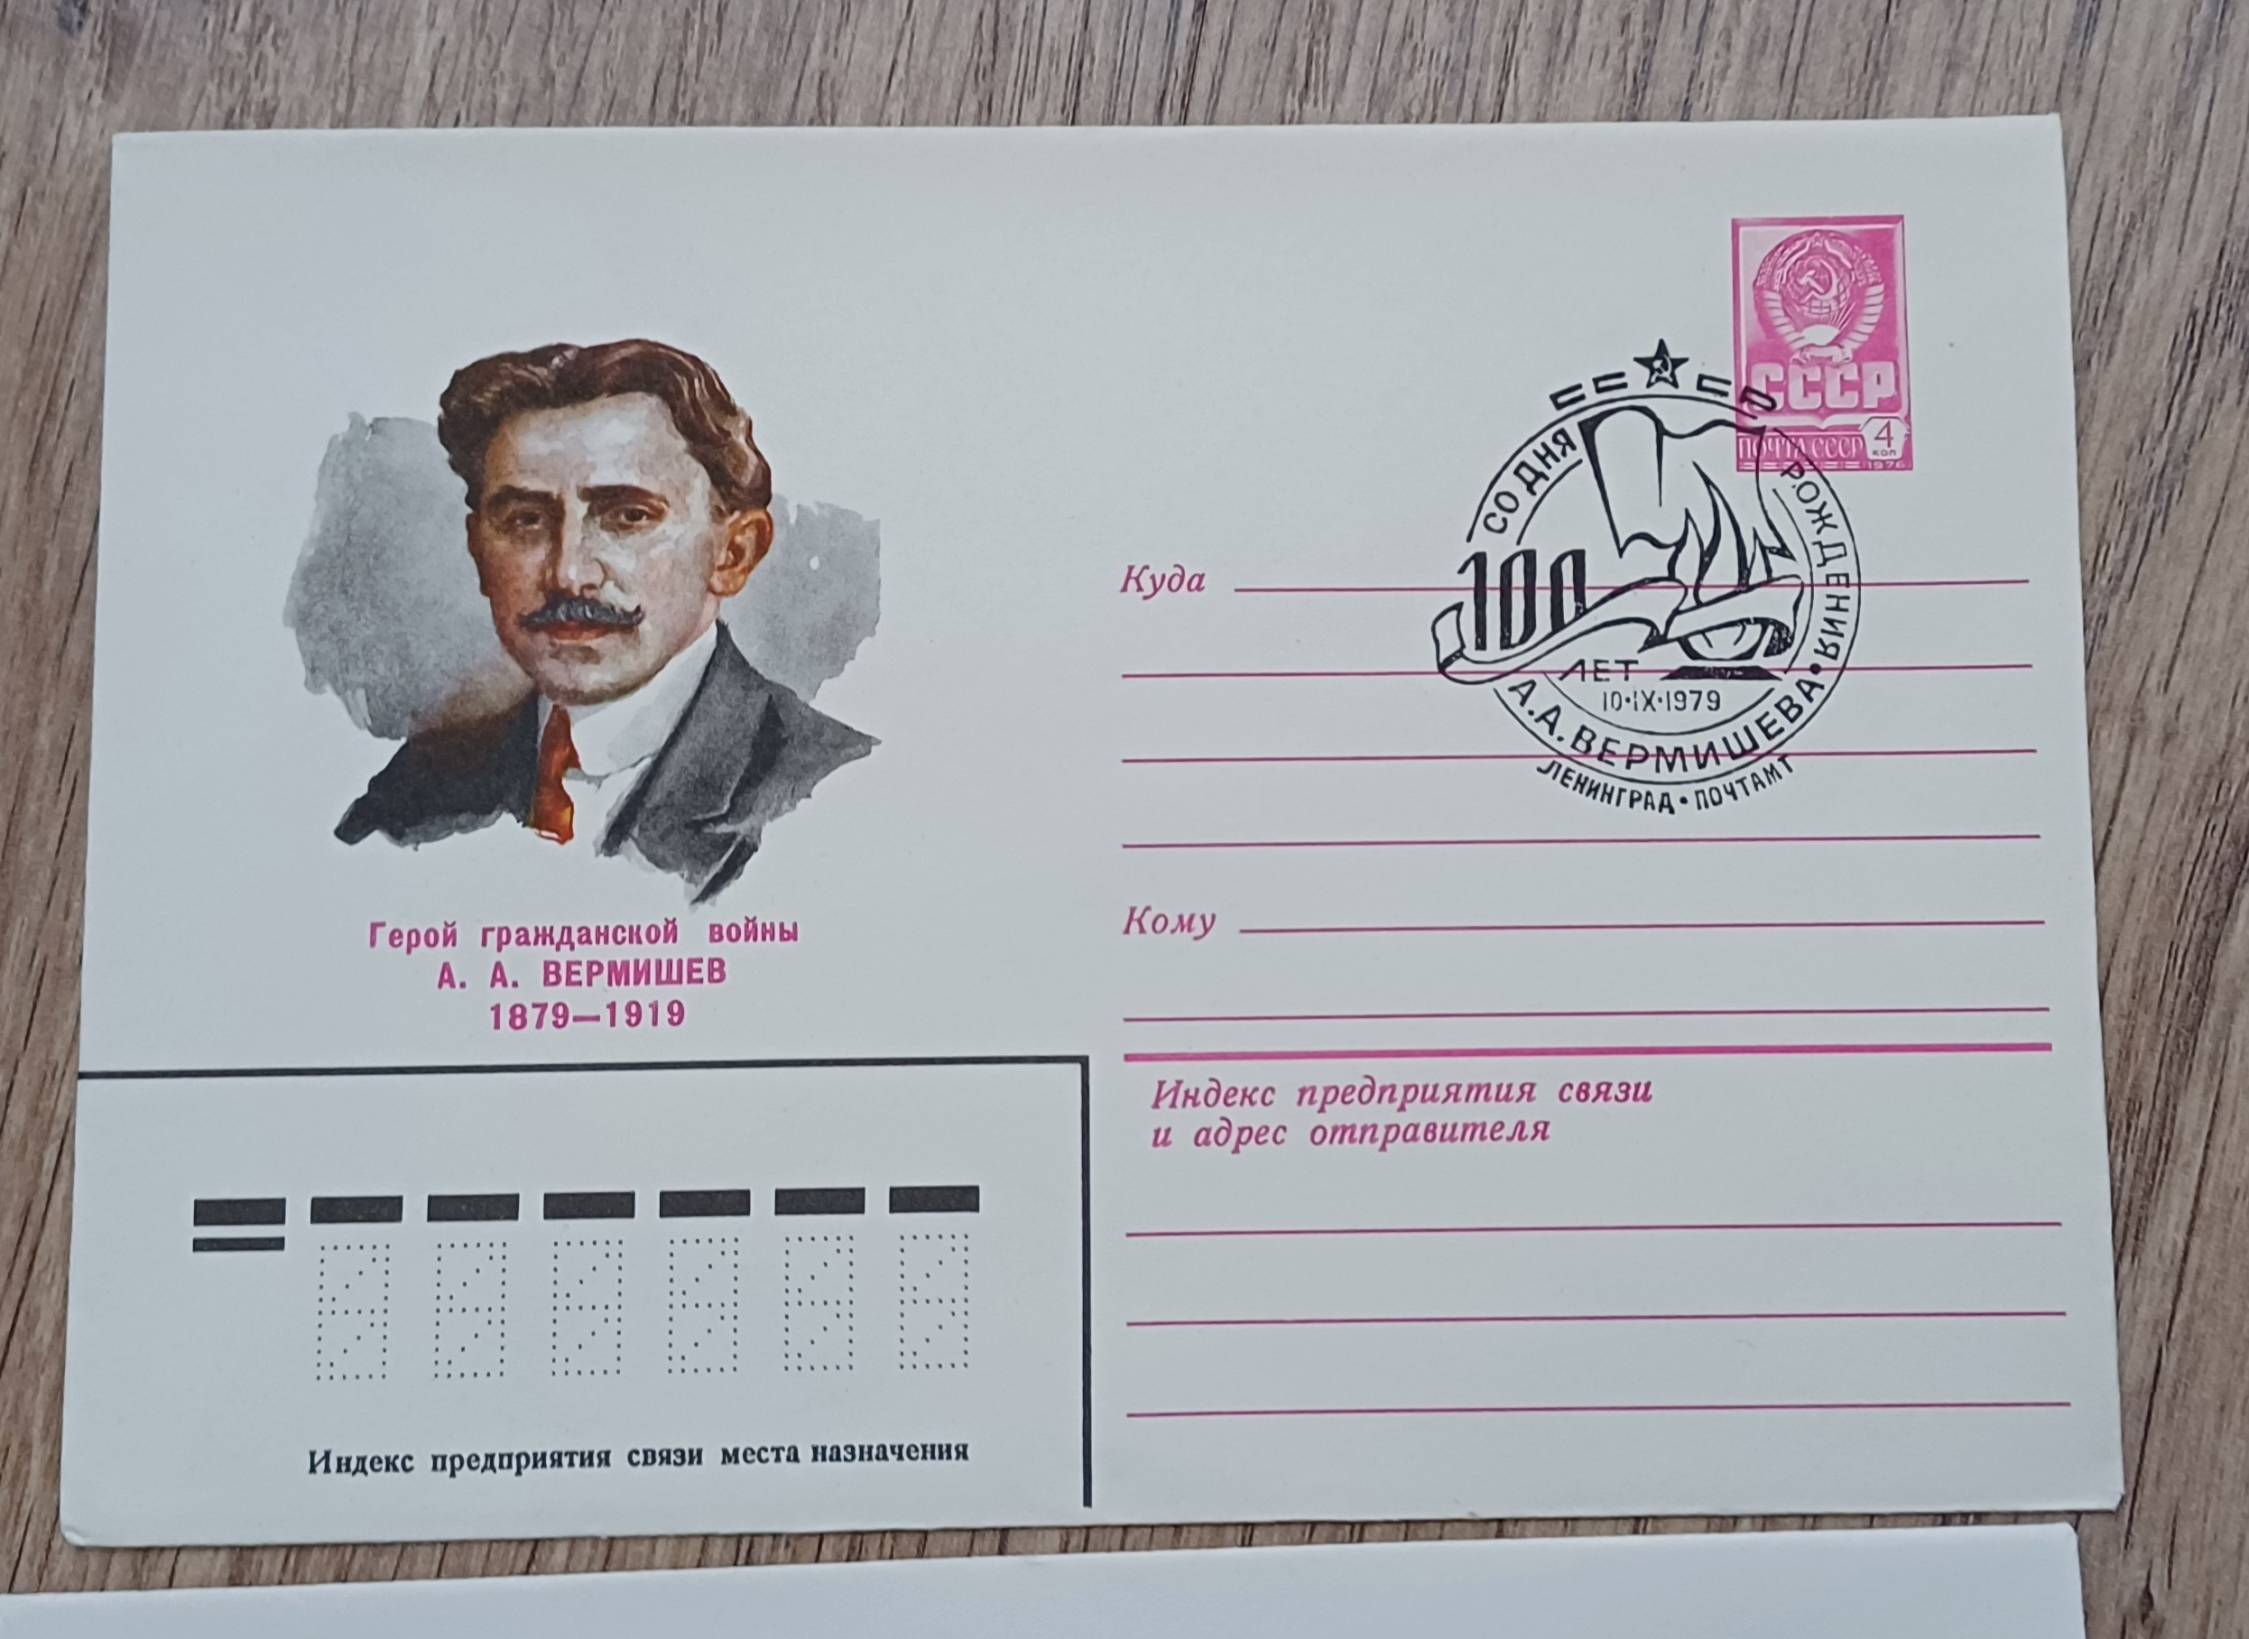 СССР
ПОЧТА СССР 4
КОП
1976
СССР
СО ДНЯ РОЖДЕНИЯ
100
ЛЕТ
10·IX·1979
А.А. ВЕРМИШЕВА
ЛЕНИНГРАД · ПОЧТАМТ
Герой гражданской войны
А. А. ВЕРМИШЕВ
1879—1919
Куда
Кому
Индекс предприятия связи
и адрес отправителя
Индекс предприятия связи места назначения